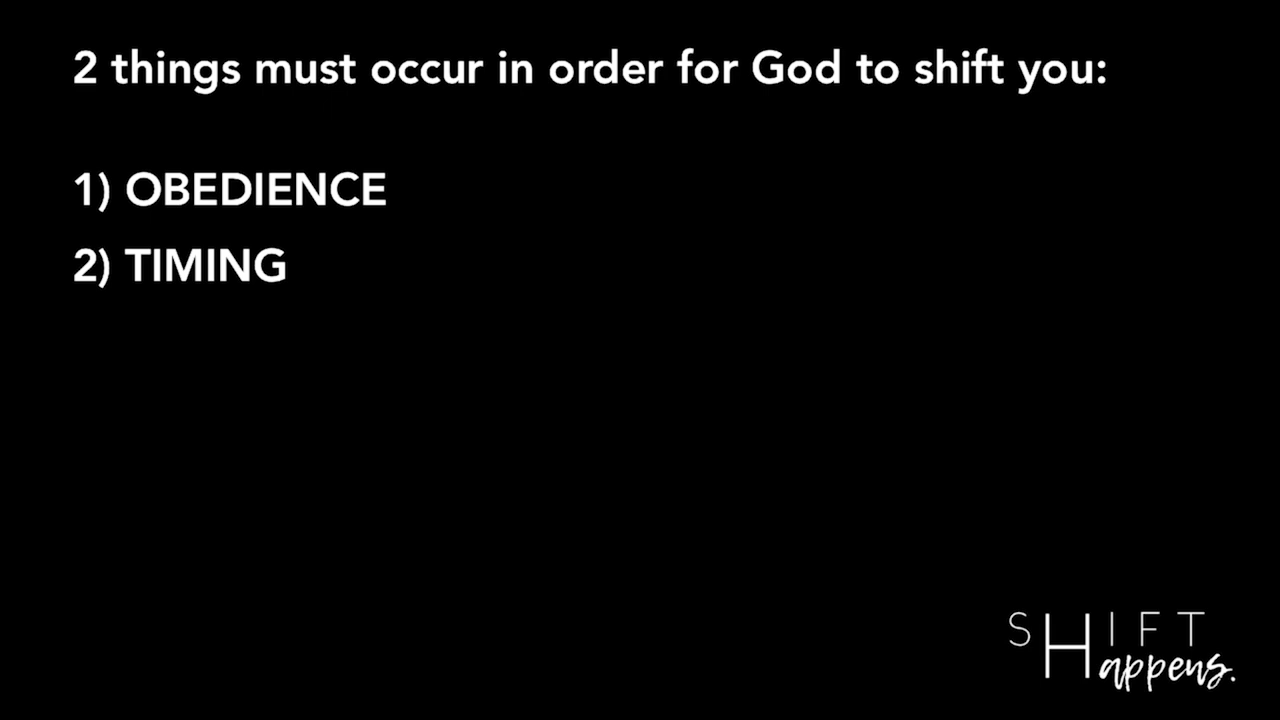 2 things must occur in order for God to shift you:
1) OBEDIENCE
2) TIMING
SHIFT
Happens.